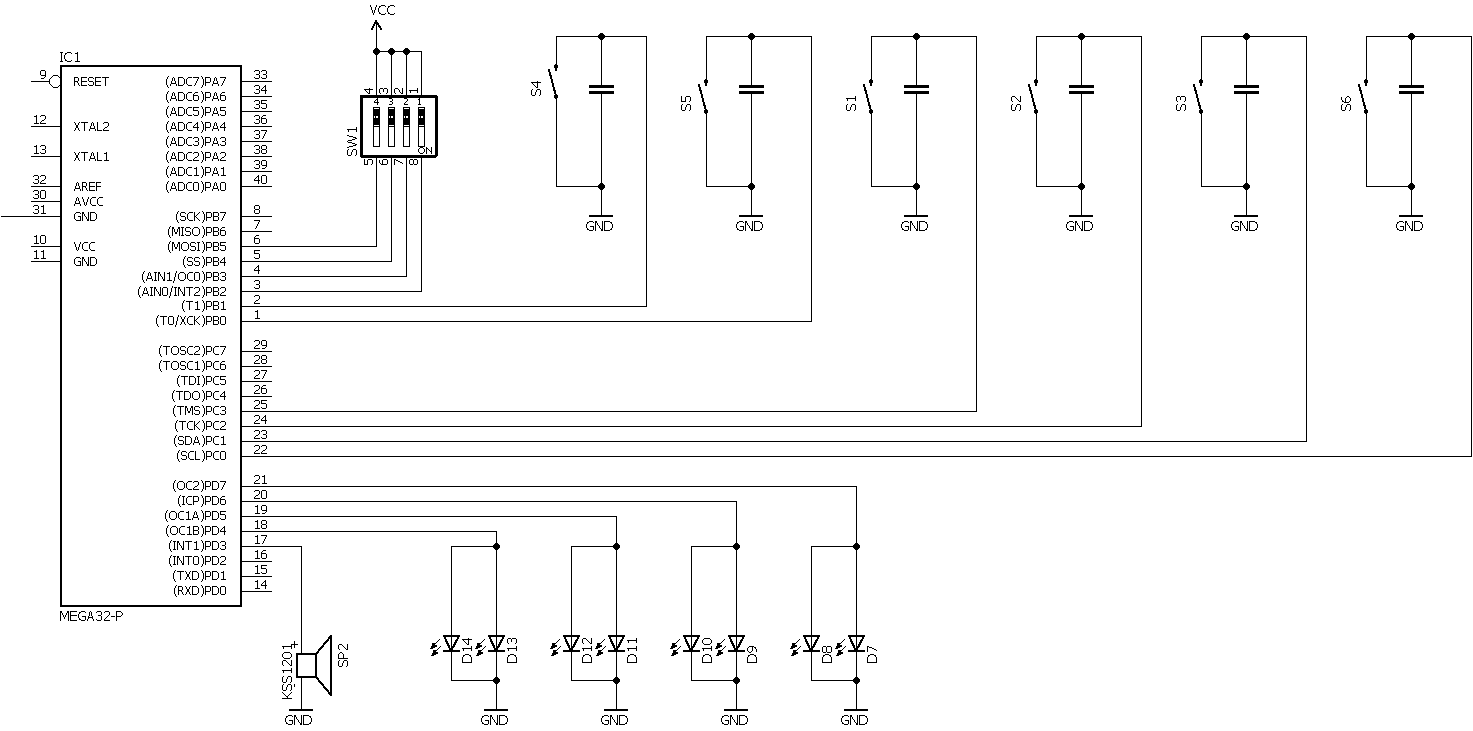 VCC
IC1
9 RESET (ADC7)PA7 33
(ADC6)PA6 34
(ADC5)PA5 35
12 XTAL2 (ADC4)PA4 36
(ADC3)PA3 37
13 XTAL1 (ADC2)PA2 38
(ADC1)PA1 39
32 AREF (ADC0)PA0 40
30 AVCC
31 GND (SCK)PB7 8
(MISO)PB6 7
10 VCC (MOSI)PB5 6
11 GND (SS)PB4 5
(AIN1/OC0)PB3 4
(AIN0/INT2)PB2 3
(T1)PB1 2
(T0/XCK)PB0 1
(TOSC2)PC7 29
(TOSC1)PC6 28
(TDI)PC5 27
(TDO)PC4 26
(TMS)PC3 25
(TCK)PC2 24
(SDA)PC1 23
(SCL)PC0 22
(OC2)PD7 21
(ICP)PD6 20
(OC1A)PD5 19
(OC1B)PD4 18
(INT1)PD3 17
(INT0)PD2 16
(TXD)PD1 15
(RXD)PD0 14
MEGA32-P
4 3 2 1
4 3 2 1
SW1
ON
5 6 7 8
S4
S5
S1
S2
S3
S6
GND GND GND GND GND GND
KSS1201
+
SP2
D14 D13 D12 D11 D10 D9 D8 D7
GND GND GND GND GND